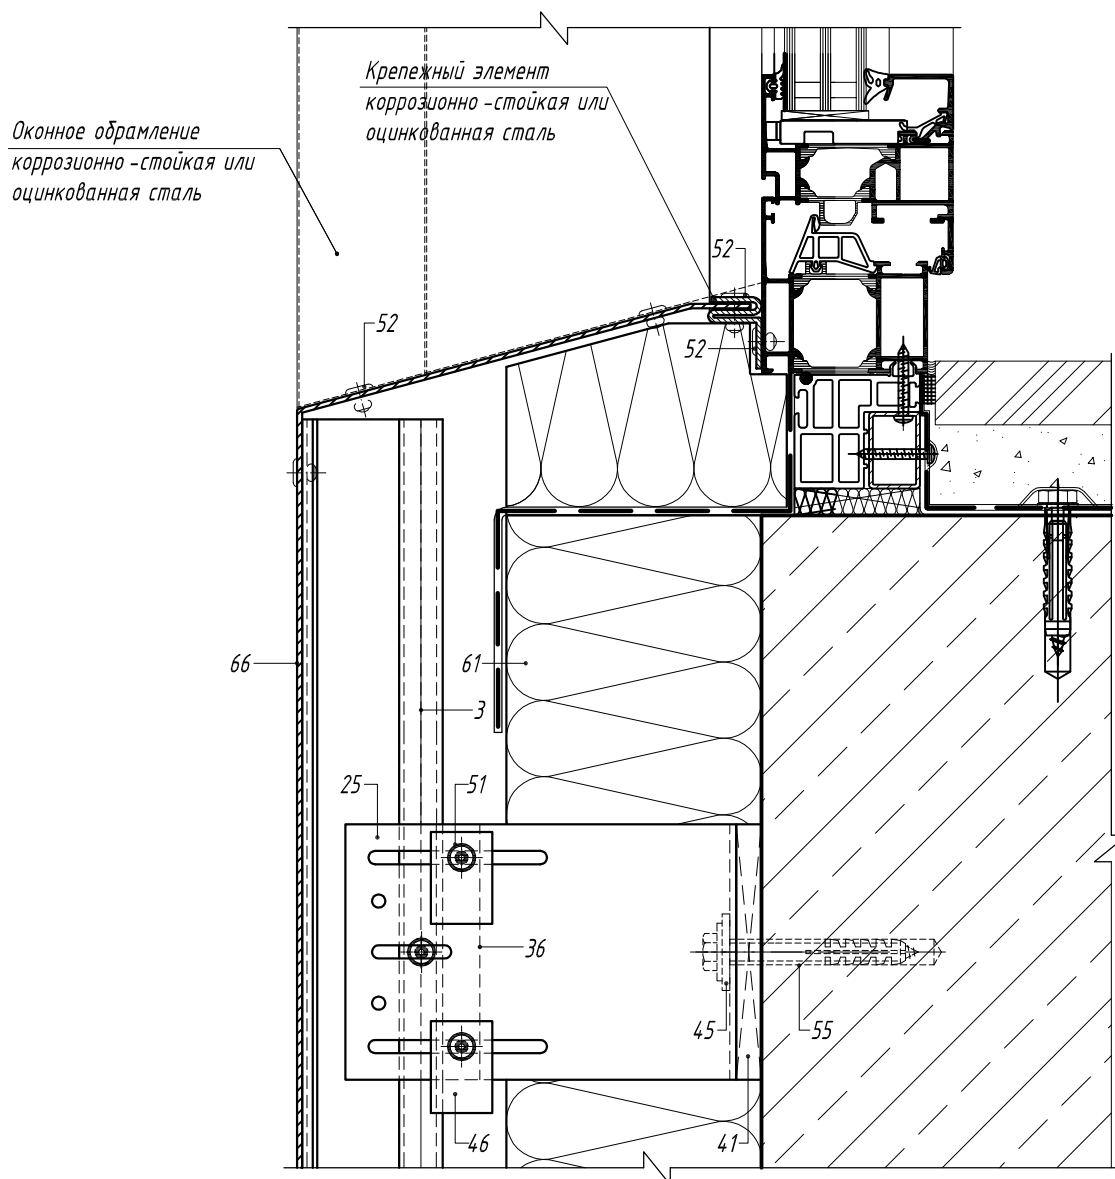 Крепежный элемент
коррозионно-стойкая или
оцинкованная сталь
Оконное обрамление
коррозионно-стойкая или
оцинкованная сталь
52
52
52
66
61
3
25
51
36
45
55
46
41